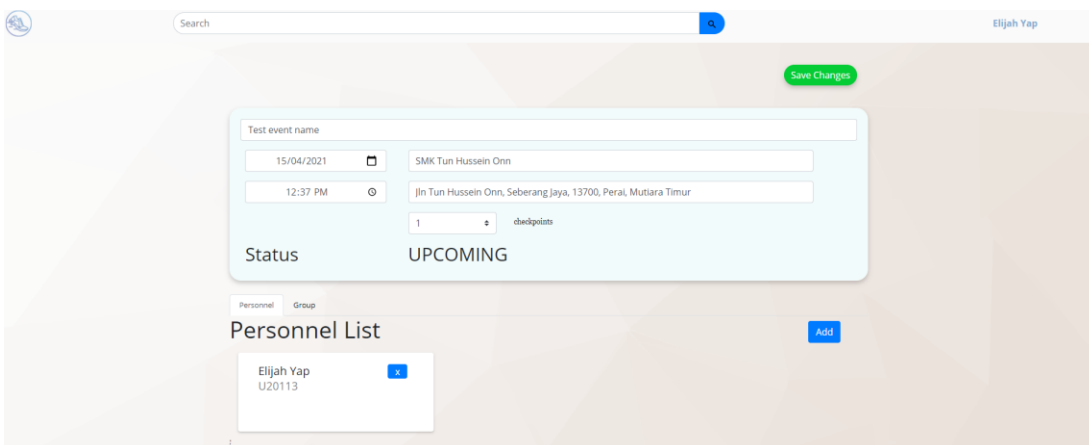 Search
Elijah Yap
Save Changes
Test event name
15/04/2021
SMK Tun Hussein Onn
12:37 PM
Jln Tun Hussein Onn, Seberang Jaya, 13700, Perai, Mutiara Timur
1
checkpoints
Status
UPCOMING
Personnel
Group
Personnel List
Add
Elijah Yap
x
U20113